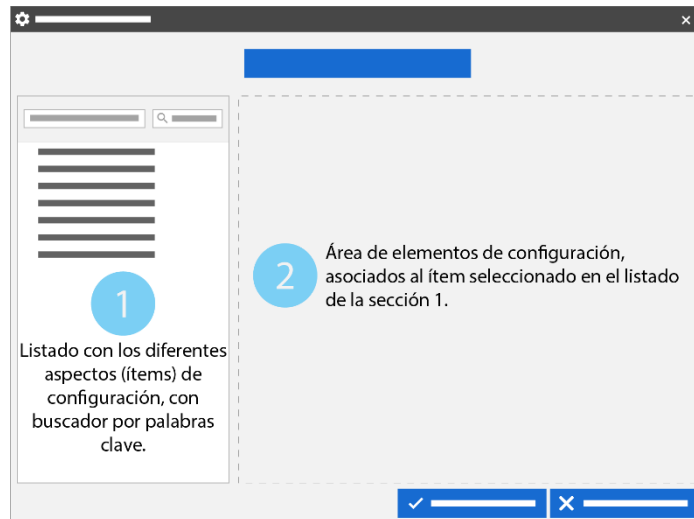 1
Listado con los diferentes
aspectos (ítems) de
configuración, con
buscador por palabras
clave.
2
Área de elementos de configuración,
asociados al ítem seleccionado en el listado
de la sección 1.